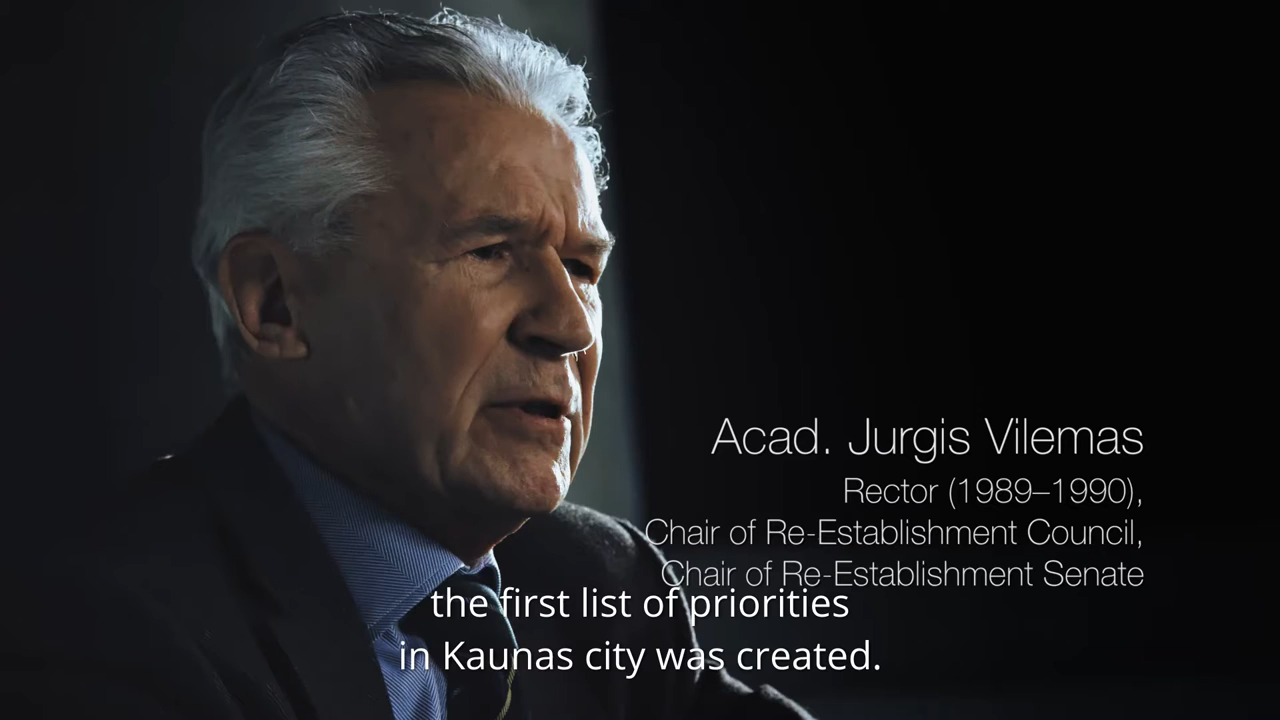 Acad. Jurgis Vilemas
Rector (1989–1990),
Chair of Re-Establishment Council,
Chair of Re-Establishment Senate
the first list of priorities
in Kaunas city was created.